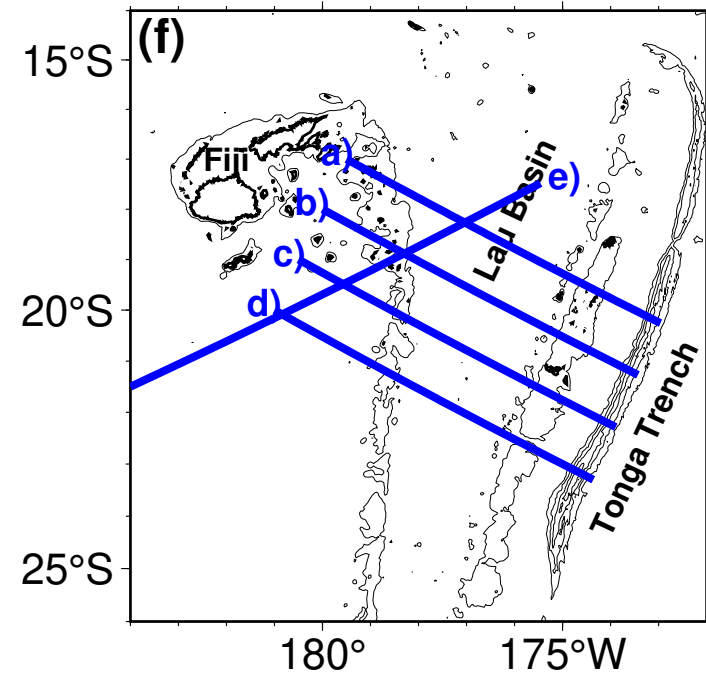 (f)
15°S
Fiji
a)
e)
b)
Lau Basin
c)
d)
20°S
Tonga Trench
25°S
180°
175°W